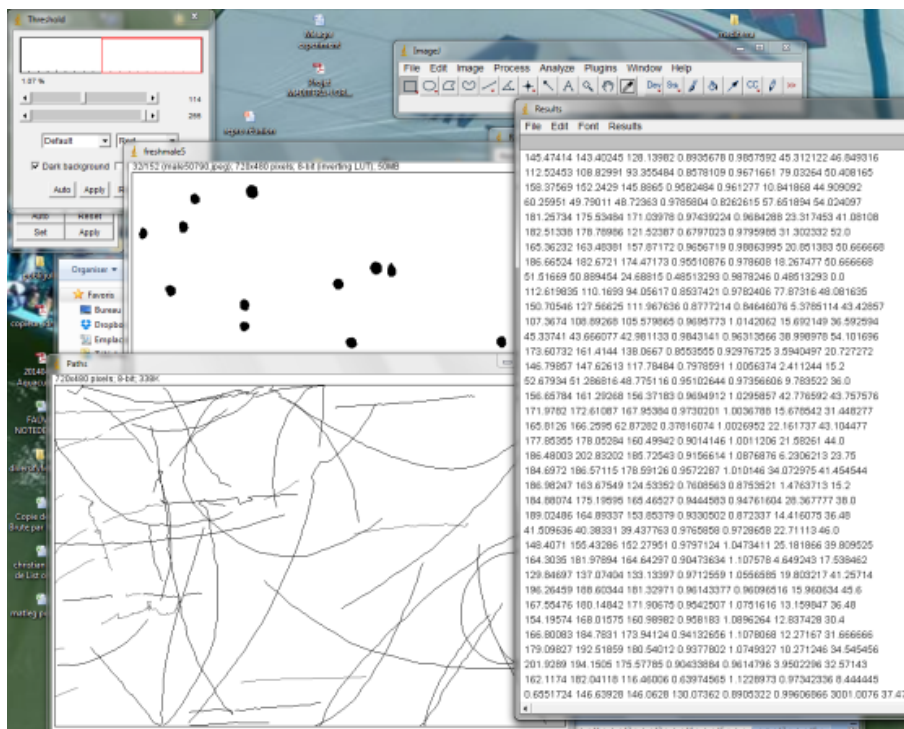 Threshold
1.07 %
114
255
Default
Red
Dark background
Auto Apply
Auto Reset
Set Apply
ImageJ
File Edit Image Process Analyze Plugins Window Help
Dev Stk
freshmale5
32/152 (male50790.jpeg); 720x480 pixels; 8-bit (inverting LUT); 50MB
Organiser
Favoris
Bureau
Paths
720x480 pixels; 8-bit; 338K
Results
File Edit Font Results
145.47414 143.40245 128.13982 0.8935678 0.9857592 45.312122 46.849316
112.52453 108.82991 93.355484 0.8578109 0.9671661 79.03264 50.408165
158.37569 152.2429 145.8865 0.9582484 0.961277 10.841868 44.909092
60.25951 49.79011 48.72363 0.9785804 0.8262615 57.651894 54.024097
181.25734 175.53484 171.03978 0.97439224 0.9684288 23.317453 41.08108
182.51338 178.78986 121.52387 0.6797023 0.9795985 31.302332 52.0
165.36232 163.48381 157.87172 0.9656719 0.98863995 20.851383 50.666668
186.66524 182.6721 174.47173 0.95510876 0.978608 18.267477 50.666668
51.51669 50.889454 24.68815 0.48513293 0.9878246 0.48513293 0.0
112.619835 110.1693 94.05617 0.8537421 0.9782406 77.87316 48.081635
150.70546 127.56625 111.967636 0.8777214 0.84646076 5.3785114 43.42857
107.3674 108.89268 105.579865 0.9695773 1.0142062 15.692149 36.592594
45.33741 43.666077 42.981133 0.9843141 0.96313566 38.998978 54.101696
173.60732 161.4144 138.0667 0.8553555 0.92976725 3.5940497 20.727272
146.79857 147.62613 117.78484 0.7978591 1.0056374 2.411244 15.2
52.67934 51.286816 48.775116 0.95102644 0.97356606 9.783522 36.0
156.65784 161.29268 156.37183 0.9694912 1.0295857 42.776592 43.757576
171.9782 172.61087 167.95384 0.9730201 1.0036788 15.678542 31.448277
165.8126 166.2595 62.87282 0.37816074 1.0026952 22.161737 43.104477
177.85355 178.05284 160.49942 0.9014146 1.0011206 21.58261 44.0
186.48003 202.83202 185.72543 0.9156614 1.0876876 6.2306213 23.75
184.6972 186.57115 178.59126 0.9572287 1.010146 34.072975 41.454544
186.98247 163.67549 124.53352 0.7608563 0.8753521 1.4763713 15.2
184.88074 175.19595 165.46527 0.9444583 0.94761604 28.367777 38.0
189.02486 164.89337 153.85379 0.9330502 0.872337 14.416075 36.48
41.509636 40.38331 39.437763 0.9765858 0.9728658 22.71113 46.0
148.4071 155.43286 152.27951 0.9797124 1.0473411 25.181866 39.809525
164.3035 181.97894 164.64297 0.90473634 1.107578 4.649243 17.538462
129.84697 137.07404 133.13397 0.9712559 1.0556585 19.803217 41.25714
196.26459 188.60344 181.32971 0.96143377 0.96096516 15.960634 45.6
167.55476 180.14842 171.90675 0.9542507 1.0751616 13.159847 36.48
154.19574 168.01575 160.98982 0.958183 1.0896264 12.837428 30.4
166.80083 184.7831 173.94124 0.94132656 1.1078068 12.27167 31.666666
179.09827 192.51859 180.54012 0.9377802 1.0749327 10.271246 34.545456
201.9289 194.1505 175.57785 0.90433884 0.9614796 3.9502296 32.57143
162.1174 182.04118 116.46006 0.63974565 1.1228973 0.97342336 8.444445
0.6551724 146.63928 146.0628 130.07362 0.8905322 0.99606866 3001.0076 37.47